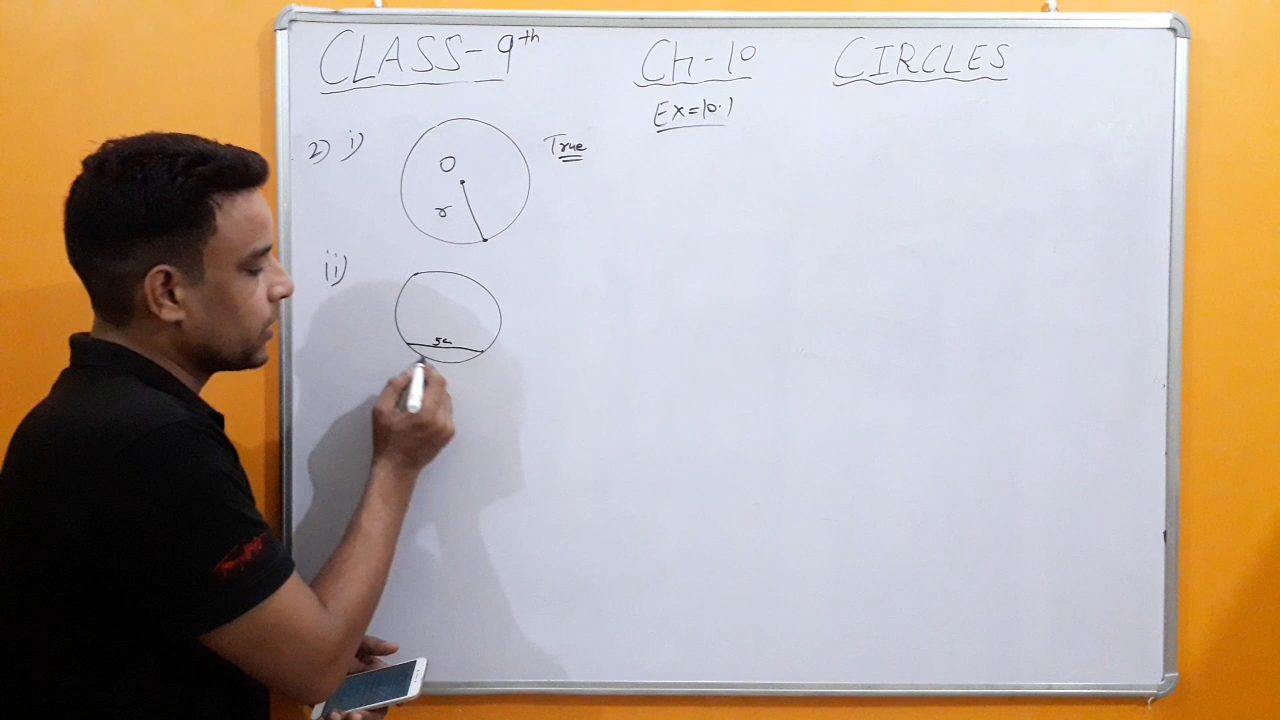 CLASS-9th Ch-10 CIRCLES
Ex=10.1
2) i) O r True
ii)